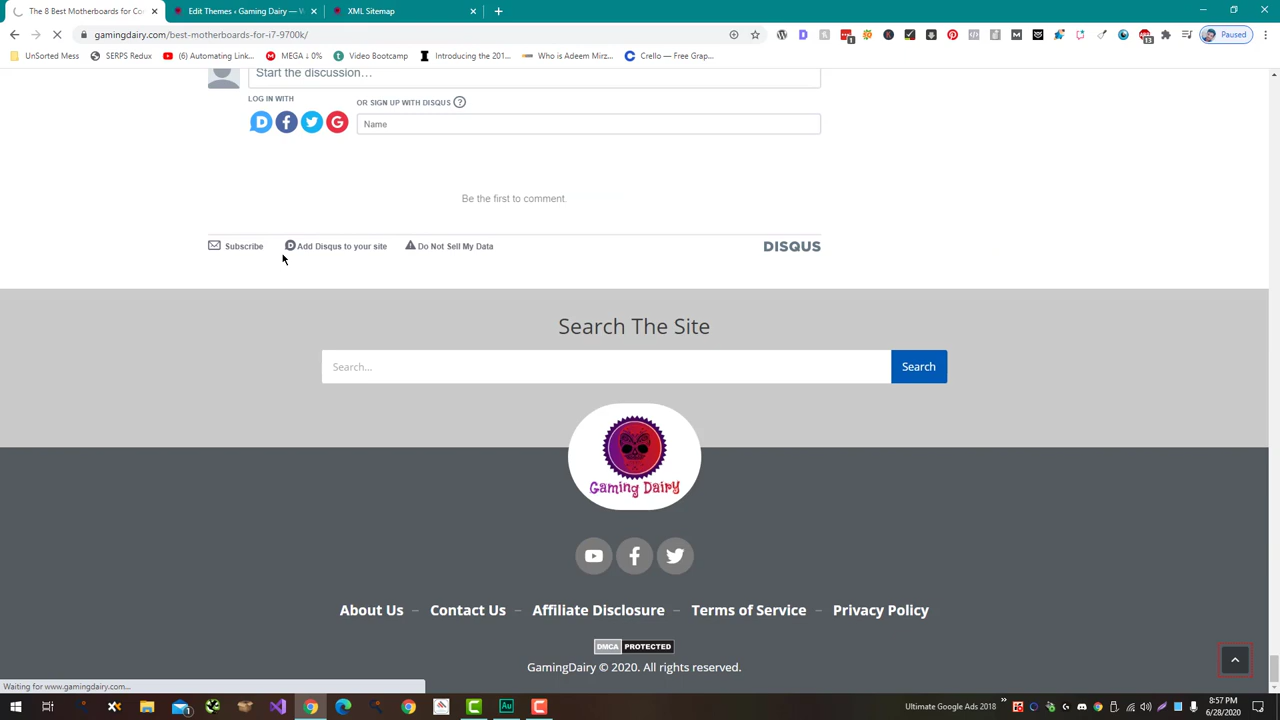 The 8 Best Motherboards for Co
Edit Themes ‹ Gaming Dairy — W
XML Sitemap
gamingdairy.com/best-motherboards-for-i7-9700k/
Paused
UnSorted Mess
SERPS Redux
(6) Automating Link...
MEGA ↓ 0%
Video Bootcamp
Introducing the 201...
Who is Adeem Mirz...
Crello — Free Grap...
Start the discussion…
LOG IN WITH
OR SIGN UP WITH DISQUS ?
Name
Be the first to comment.
Subscribe
Add Disqus to your site
Do Not Sell My Data
DISQUS
Search The Site
Search...
Search
Gaming Dairy
About Us – Contact Us – Affiliate Disclosure – Terms of Service – Privacy Policy
DMCA PROTECTED
GamingDairy © 2020. All rights reserved.
Waiting for www.gamingdairy.com...
Ultimate Google Ads 2018
8:57 PM
6/28/2020